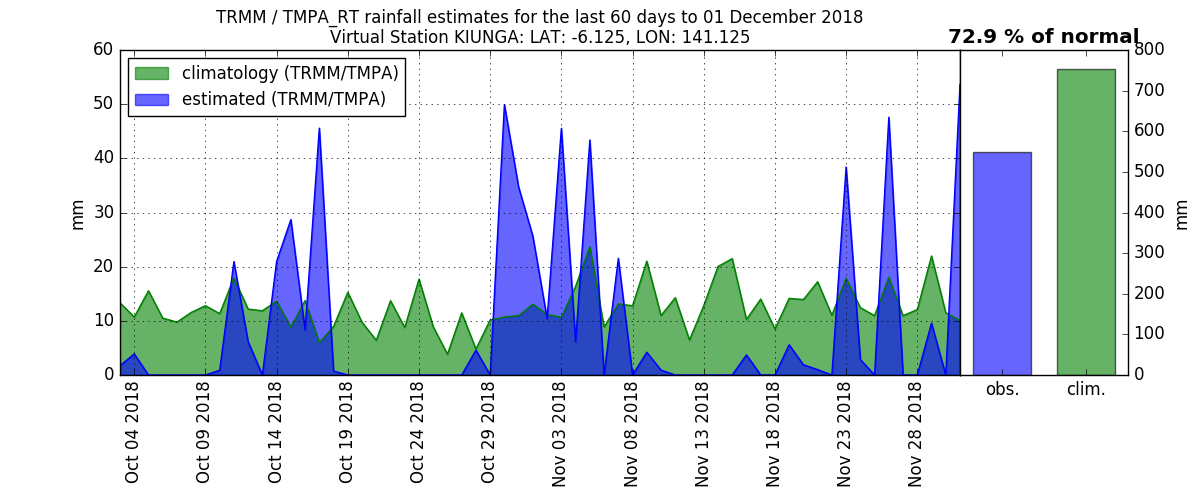 TRMM / TMPA_RT rainfall estimates for the last 60 days to 01 December 2018
Virtual Station KIUNGA: LAT: -6.125, LON: 141.125
72.9 % of normal
climatology (TRMM/TMPA)
estimated (TRMM/TMPA)
60
50
40
30
20
10
0
mm
Oct 04 2018
Oct 09 2018
Oct 14 2018
Oct 19 2018
Oct 24 2018
Oct 29 2018
Nov 03 2018
Nov 08 2018
Nov 13 2018
Nov 18 2018
Nov 23 2018
Nov 28 2018
obs.
clim.
800
700
600
500
400
300
200
100
0
mm